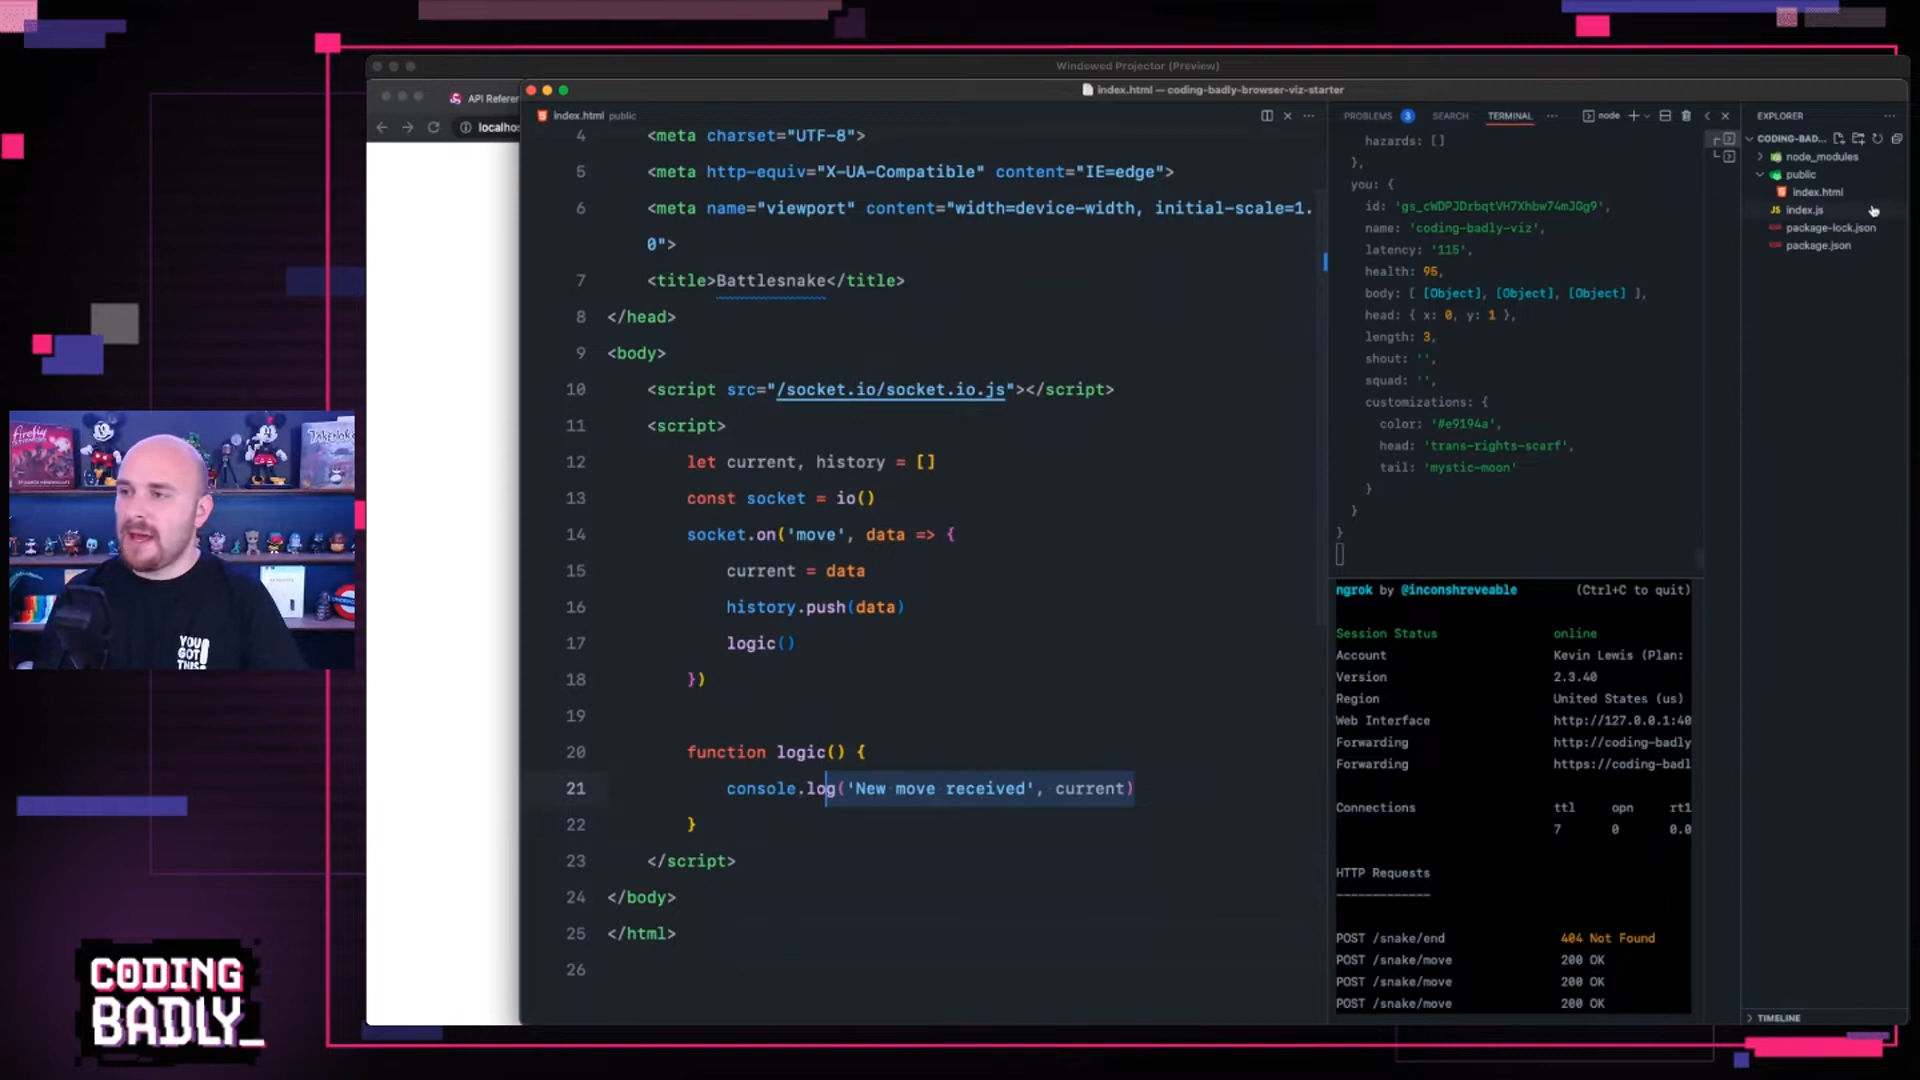 Windowed Projector (Preview)
API Referen
localhos
index.html — coding-badly-browser-viz-starter
index.html public
4 <meta charset="UTF-8">
5 <meta http-equiv="X-UA-Compatible" content="IE=edge">
6 <meta name="viewport" content="width=device-width, initial-scale=1.
0">
7 <title>Battlesnake</title>
8 </head>
9 <body>
10 <script src="/socket.io/socket.io.js"></script>
11 <script>
12 let current, history = []
13 const socket = io()
14 socket.on('move', data => {
15 current = data
16 history.push(data)
17 logic()
18 })
19
20 function logic() {
21 console.log('New move received', current)
22 }
23 </script>
24 </body>
25 </html>
26
PROBLEMS 3 SEARCH TERMINAL ... node
hazards: []
},
you: {
id: 'gs_cWDPJDrbqtVH7Xhbw74mJGg9',
name: 'coding-badly-viz',
latency: '115',
health: 95,
body: [ [Object], [Object], [Object] ],
head: { x: 0, y: 1 },
length: 3,
shout: '',
squad: '',
customizations: {
color: '#e9194a',
head: 'trans-rights-scarf',
tail: 'mystic-moon'
}
}
}
ngrok by @inconshreveable (Ctrl+C to quit)
Session Status online
Account Kevin Lewis (Plan:
Version 2.3.40
Region United States (us)
Web Interface http://127.0.0.1:40
Forwarding http://coding-badly
Forwarding https://coding-badl
Connections ttl opn rt1
7 0 0.0
HTTP Requests
-------------
POST /snake/end 404 Not Found
POST /snake/move 200 OK
POST /snake/move 200 OK
POST /snake/move 200 OK
EXPLORER
CODING-BAD...
node_modules
public
index.html
JS index.js
package-lock.json
package.json
TIMELINE
firefly
YOU
GOT
THIS!
CODING
BADLY_